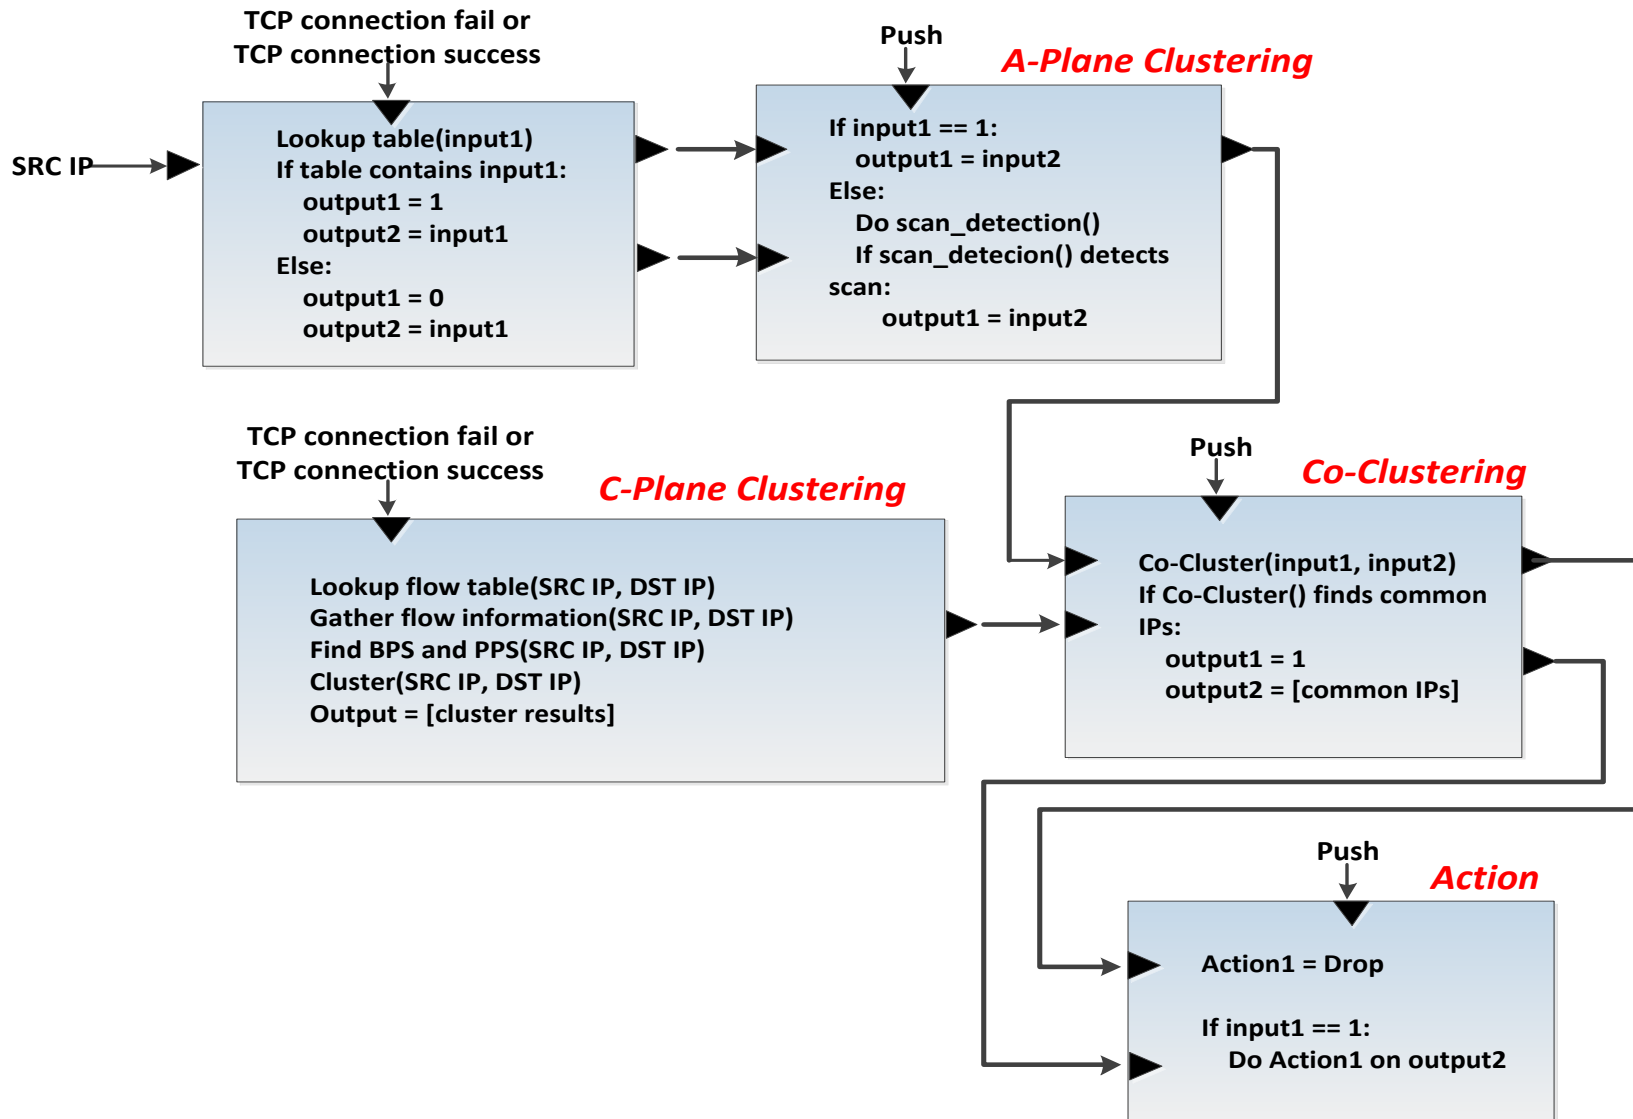 TCP connection fail or
TCP connection success
SRC IP
Lookup table(input1)
If table contains input1:
output1 = 1
output2 = input1
Else:
output1 = 0
output2 = input1
Push
A-Plane Clustering
If input1 == 1:
output1 = input2
Else:
Do scan_detection()
If scan_detecion() detects
scan:
output1 = input2
TCP connection fail or
TCP connection success
C-Plane Clustering
Lookup flow table(SRC IP, DST IP)
Gather flow information(SRC IP, DST IP)
Find BPS and PPS(SRC IP, DST IP)
Cluster(SRC IP, DST IP)
Output = [cluster results]
Push
Co-Clustering
Co-Cluster(input1, input2)
If Co-Cluster() finds common
IPs:
output1 = 1
output2 = [common IPs]
Push
Action
Action1 = Drop
If input1 == 1:
Do Action1 on output2